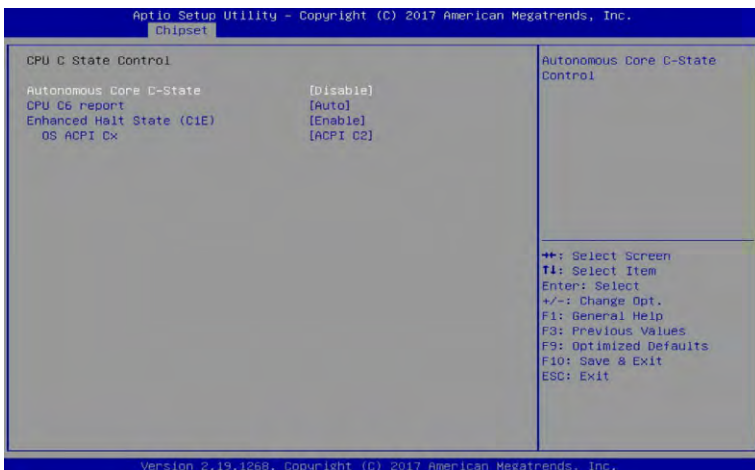 Aptio Setup Utility – Copyright (C) 2017 American Megatrends, Inc.
Chipset
CPU C State Control
Autonomous Core C-State [Disable]
CPU C6 report [Auto]
Enhanced Halt State (C1E) [Enable]
OS ACPI Cx [ACPI C2]
Autonomous Core C-State
Control
→←: Select Screen
↑↓: Select Item
Enter: Select
+/-: Change Opt.
F1: General Help
F3: Previous Values
F9: Optimized Defaults
F10: Save & Exit
ESC: Exit
Version 2.19.1268. Copyright (C) 2017 American Megatrends, Inc.